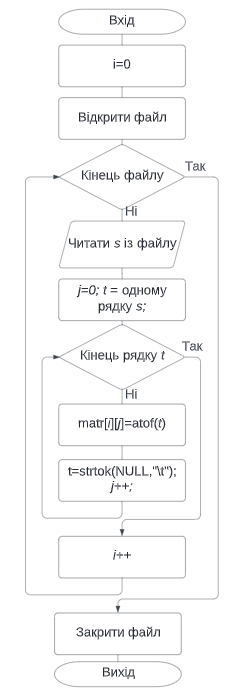 Вхід
i=0
Відкрити файл
Кінець файлу
Так
Ні
Читати s із файлу
j=0; t = одному
рядку s;
Кінець рядку t
Так
Ні
matr[i][j]=atof(t)
t=strtok(NULL,"\t");
j++;
i++
Закрити файл
Вихід